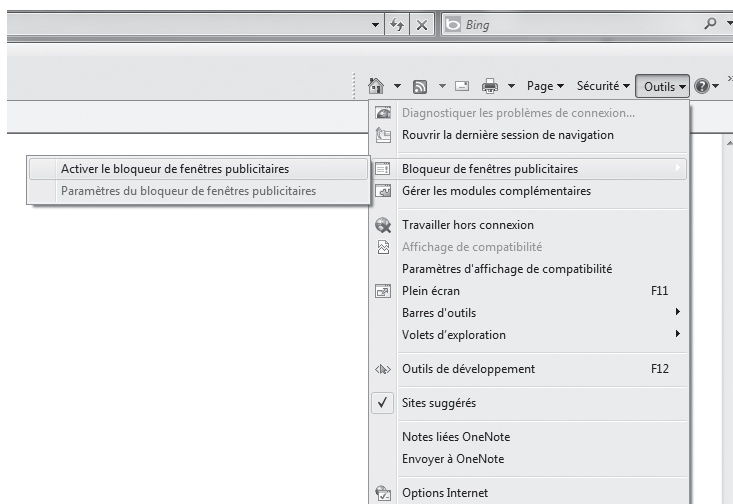 Bing
Page Sécurité Outils
Diagnostiquer les problèmes de connexion...
Rouvrir la dernière session de navigation
Bloqueur de fenêtres publicitaires
Activer le bloqueur de fenêtres publicitaires
Paramètres du bloqueur de fenêtres publicitaires
Gérer les modules complémentaires
Travailler hors connexion
Affichage de compatibilité
Paramètres d'affichage de compatibilité
Plein écran F11
Barres d'outils
Volets d'exploration
Outils de développement F12
Sites suggérés
Notes liées OneNote
Envoyer à OneNote
Options Internet